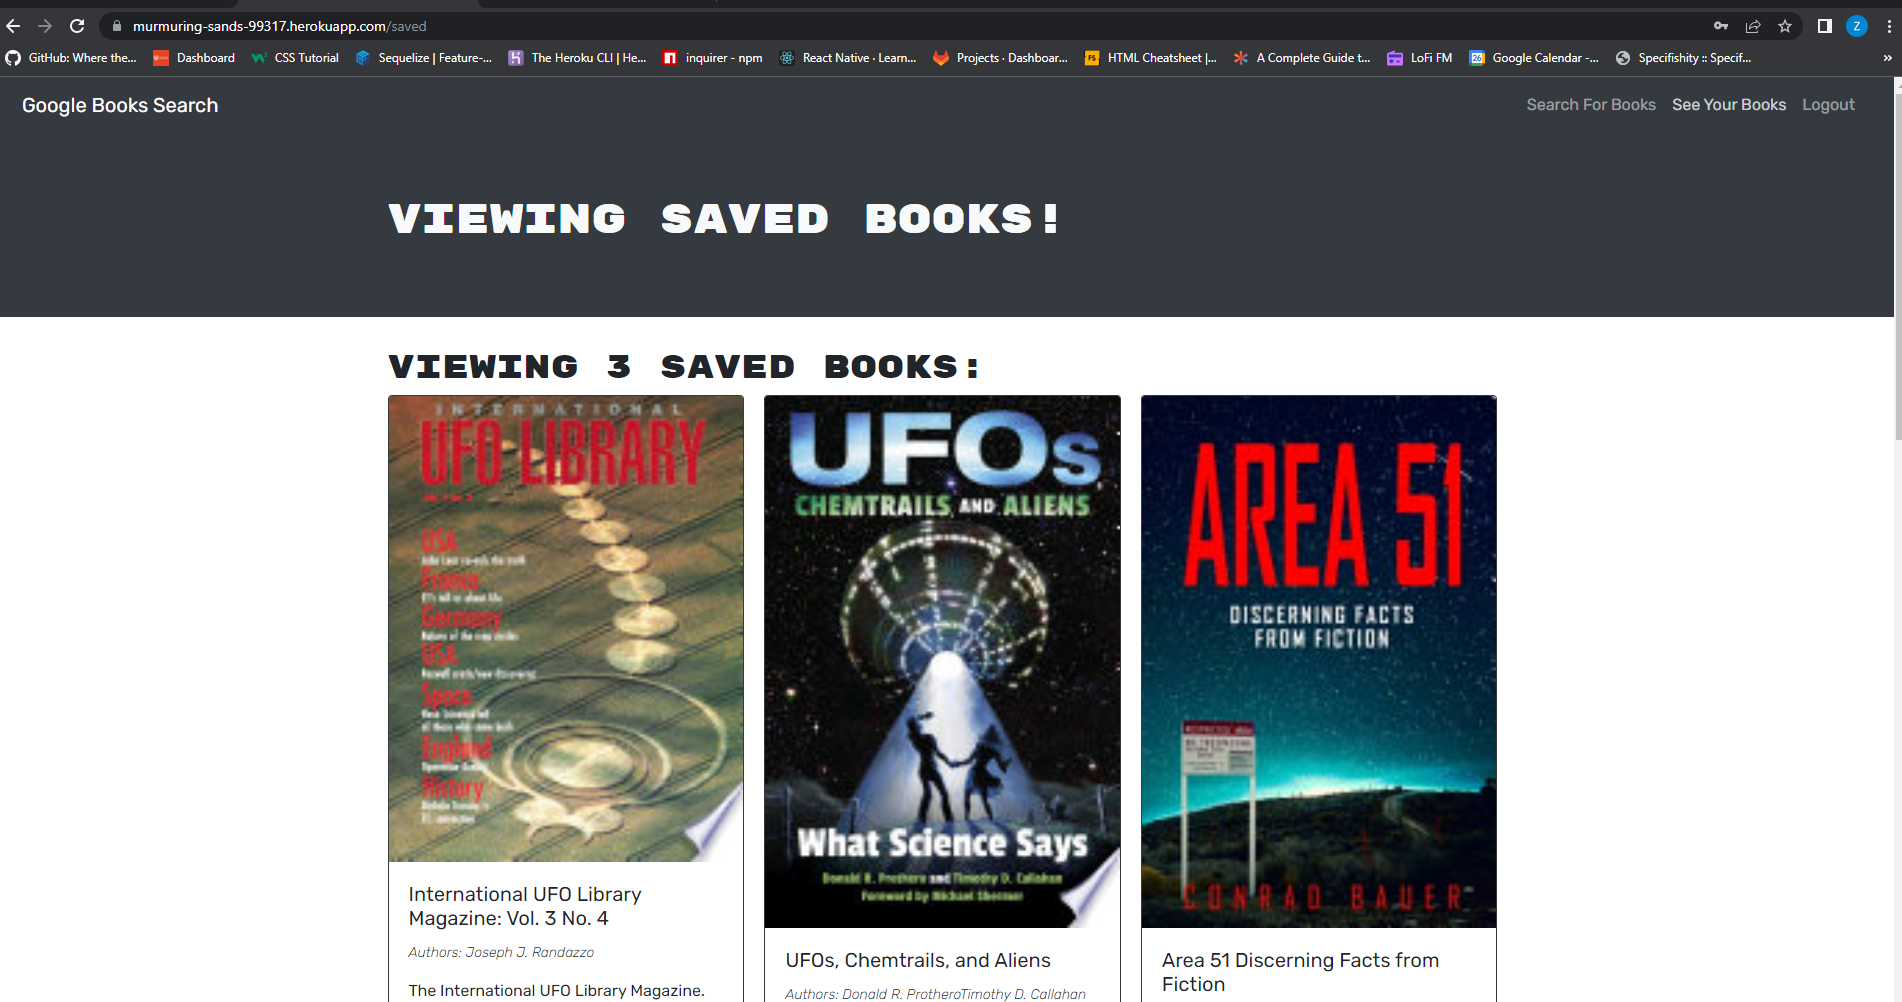 murmuring-sands-99317.herokuapp.com/saved
Z
GitHub: Where the...
Dashboard
CSS Tutorial
Sequelize | Feature-...
The Heroku CLI | He...
inquirer - npm
React Native · Learn...
Projects · Dashboar...
FS
HTML Cheatsheet |...
A Complete Guide t...
LoFi FM
26
Google Calendar -...
Specifishity :: Specif...
»
Google Books Search
Search For Books See Your Books Logout
VIEWING SAVED BOOKS!
VIEWING 3 SAVED BOOKS:
INTERNATIONAL
UFO LIBRARY
USA
France
Germany
USA
Space
England
History
International UFO Library
Magazine: Vol. 3 No. 4
Authors: Joseph J. Randazzo
The International UFO Library Magazine.
UFOs,
CHEMTRAILS, AND ALIENS
What Science Says
Donald R. Prothero and Timothy D. Callahan
Foreword by Michael Shermer
UFOs, Chemtrails, and Aliens
Authors: Donald R. ProtheroTimothy D. Callahan
AREA 51
DISCERNING FACTS
FROM FICTION
CONRAD BAUER
Area 51 Discerning Facts from
Fiction